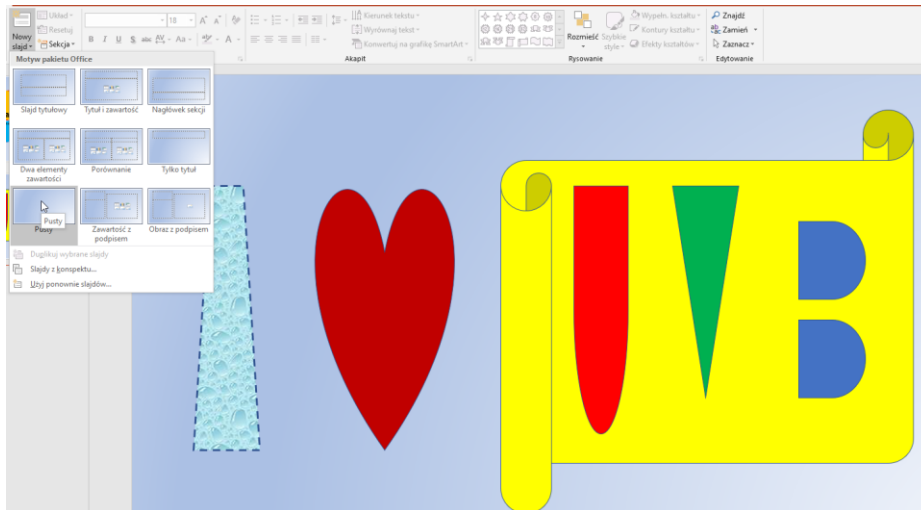 Nowy slajd
Układ
Resetuj
Sekcja
18
A A
B I U S abc AV Aa A
Kierunek tekstu
Wyrównaj tekst
Konwertuj na grafikę SmartArt
Akapit
Rozmieść
Szybkie style
Wypełn. kształtu
Kontury kształtu
Efekty kształtów
Rysowanie
Znajdź
Zamień
Zaznacz
Edytowanie
Motyw pakietu Office
Slajd tytułowy
Tytuł i zawartość
Nagłówek sekcji
Dwa elementy zawartości
Porównanie
Tylko tytuł
Pusty
Pusty
Zawartość z podpisem
Obraz z podpisem
Duplikuj wybrane slajdy
Slajdy z konspektu...
Użyj ponownie slajdów...